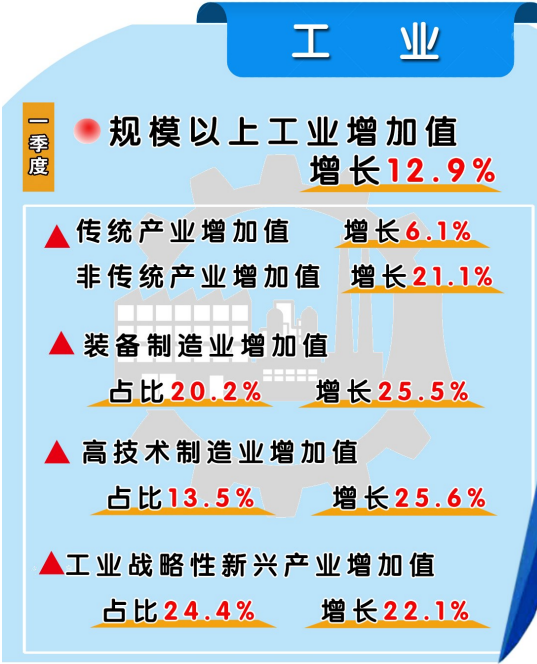 工 业
一季度
规模以上工业增加值
增长12.9%
传统产业增加值 增长6.1%
非传统产业增加值 增长21.1%
装备制造业增加值
占比20.2% 增长25.5%
高技术制造业增加值
占比13.5% 增长25.6%
工业战略性新兴产业增加值
占比24.4% 增长22.1%